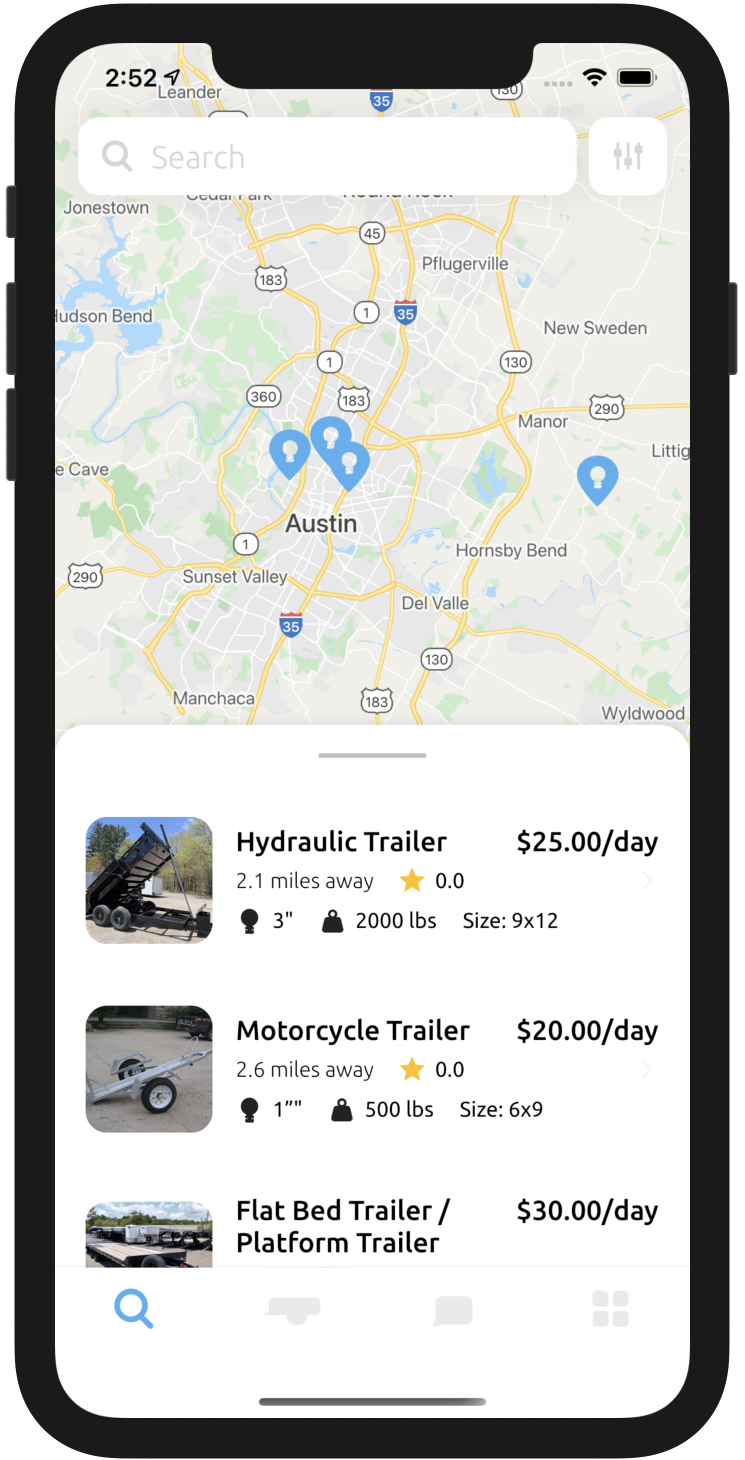 2:52
Leander
35
130
Search
Cedar Park
Round Rock
Jonestown
45
Pflugerville
183
Hudson Bend
1
35
New Sweden
1
130
360
183
290
Manor
Littig
e Cave
Austin
1
Hornsby Bend
290
Sunset Valley
Del Valle
35
130
Manchaca
183
Wyldwood
Hydraulic Trailer $25.00/day
2.1 miles away 0.0
3" 2000 lbs Size: 9x12
Motorcycle Trailer $20.00/day
2.6 miles away 0.0
1”" 500 lbs Size: 6x9
Flat Bed Trailer / $30.00/day
Platform Trailer